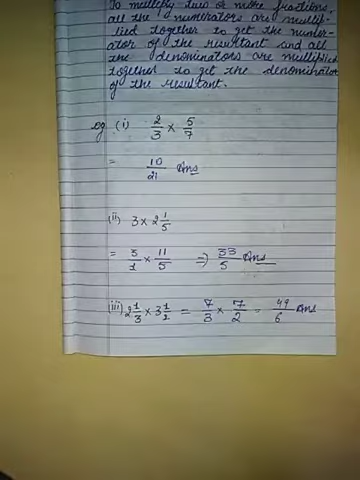 To multiply two or more fractions,
all the numerators are multip-
lied together to get the numer-
ator of the resultant and all
the denominators are multiplied
together to get the denominator
of the resultant.
eg (i) 2/3 × 5/7
= 10/21 Ans
(ii) 3 × 2 1/5
= 3/1 × 11/5 ⇒ 33/5 Ans
(iii) 2 1/3 × 3 1/2 = 7/3 × 7/2 = 49/6 Ans